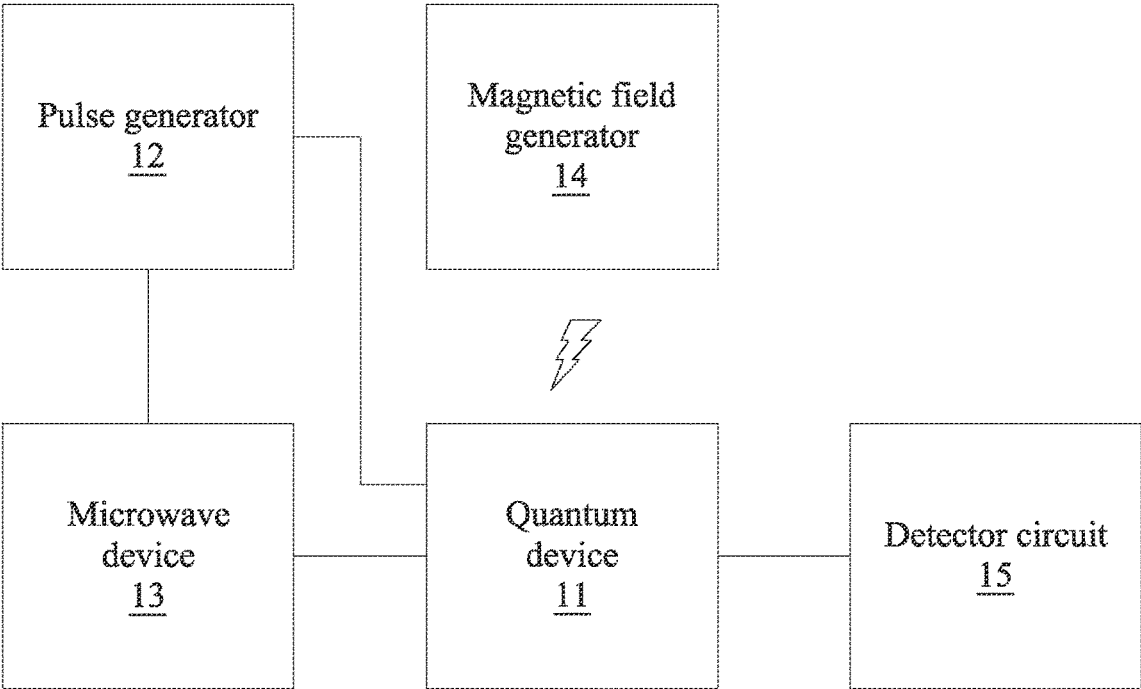 Pulse generator
12
Magnetic field
generator
14
Microwave
device
13
Quantum
device
11
Detector circuit
15